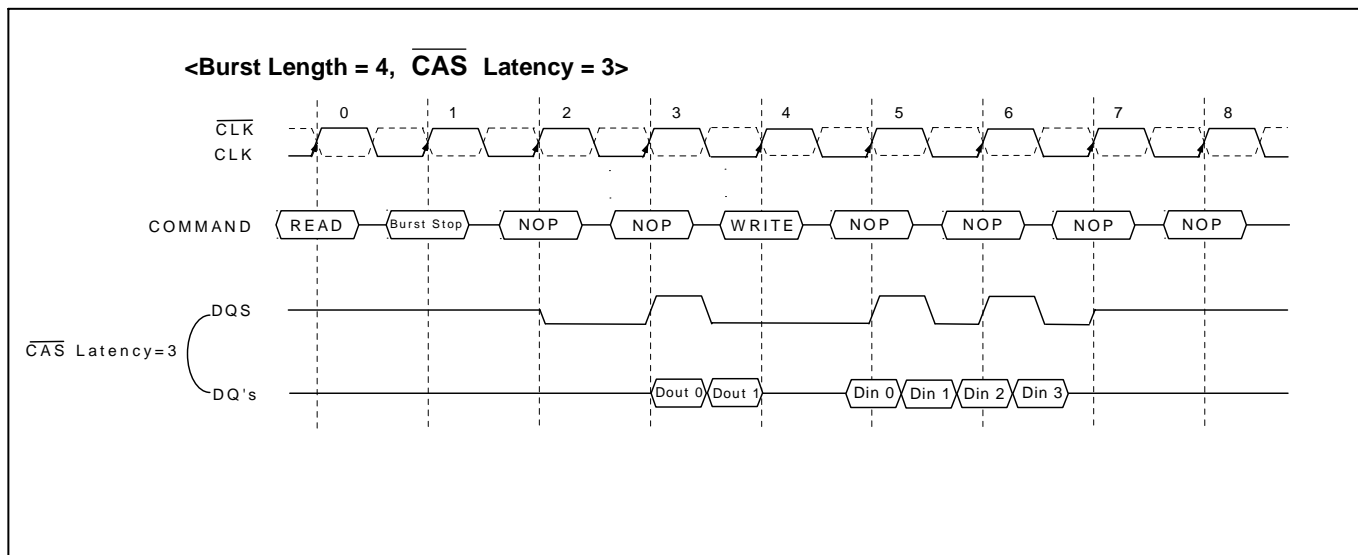 <Burst Length = 4, CAS Latency = 3>
0 1 2 3 4 5 6 7 8
CLK
CLK
COMMAND READ Burst Stop NOP NOP WRITE NOP NOP NOP NOP
DQS
CAS Latency=3
DQ's Dout 0 Dout 1 Din 0 Din 1 Din 2 Din 3